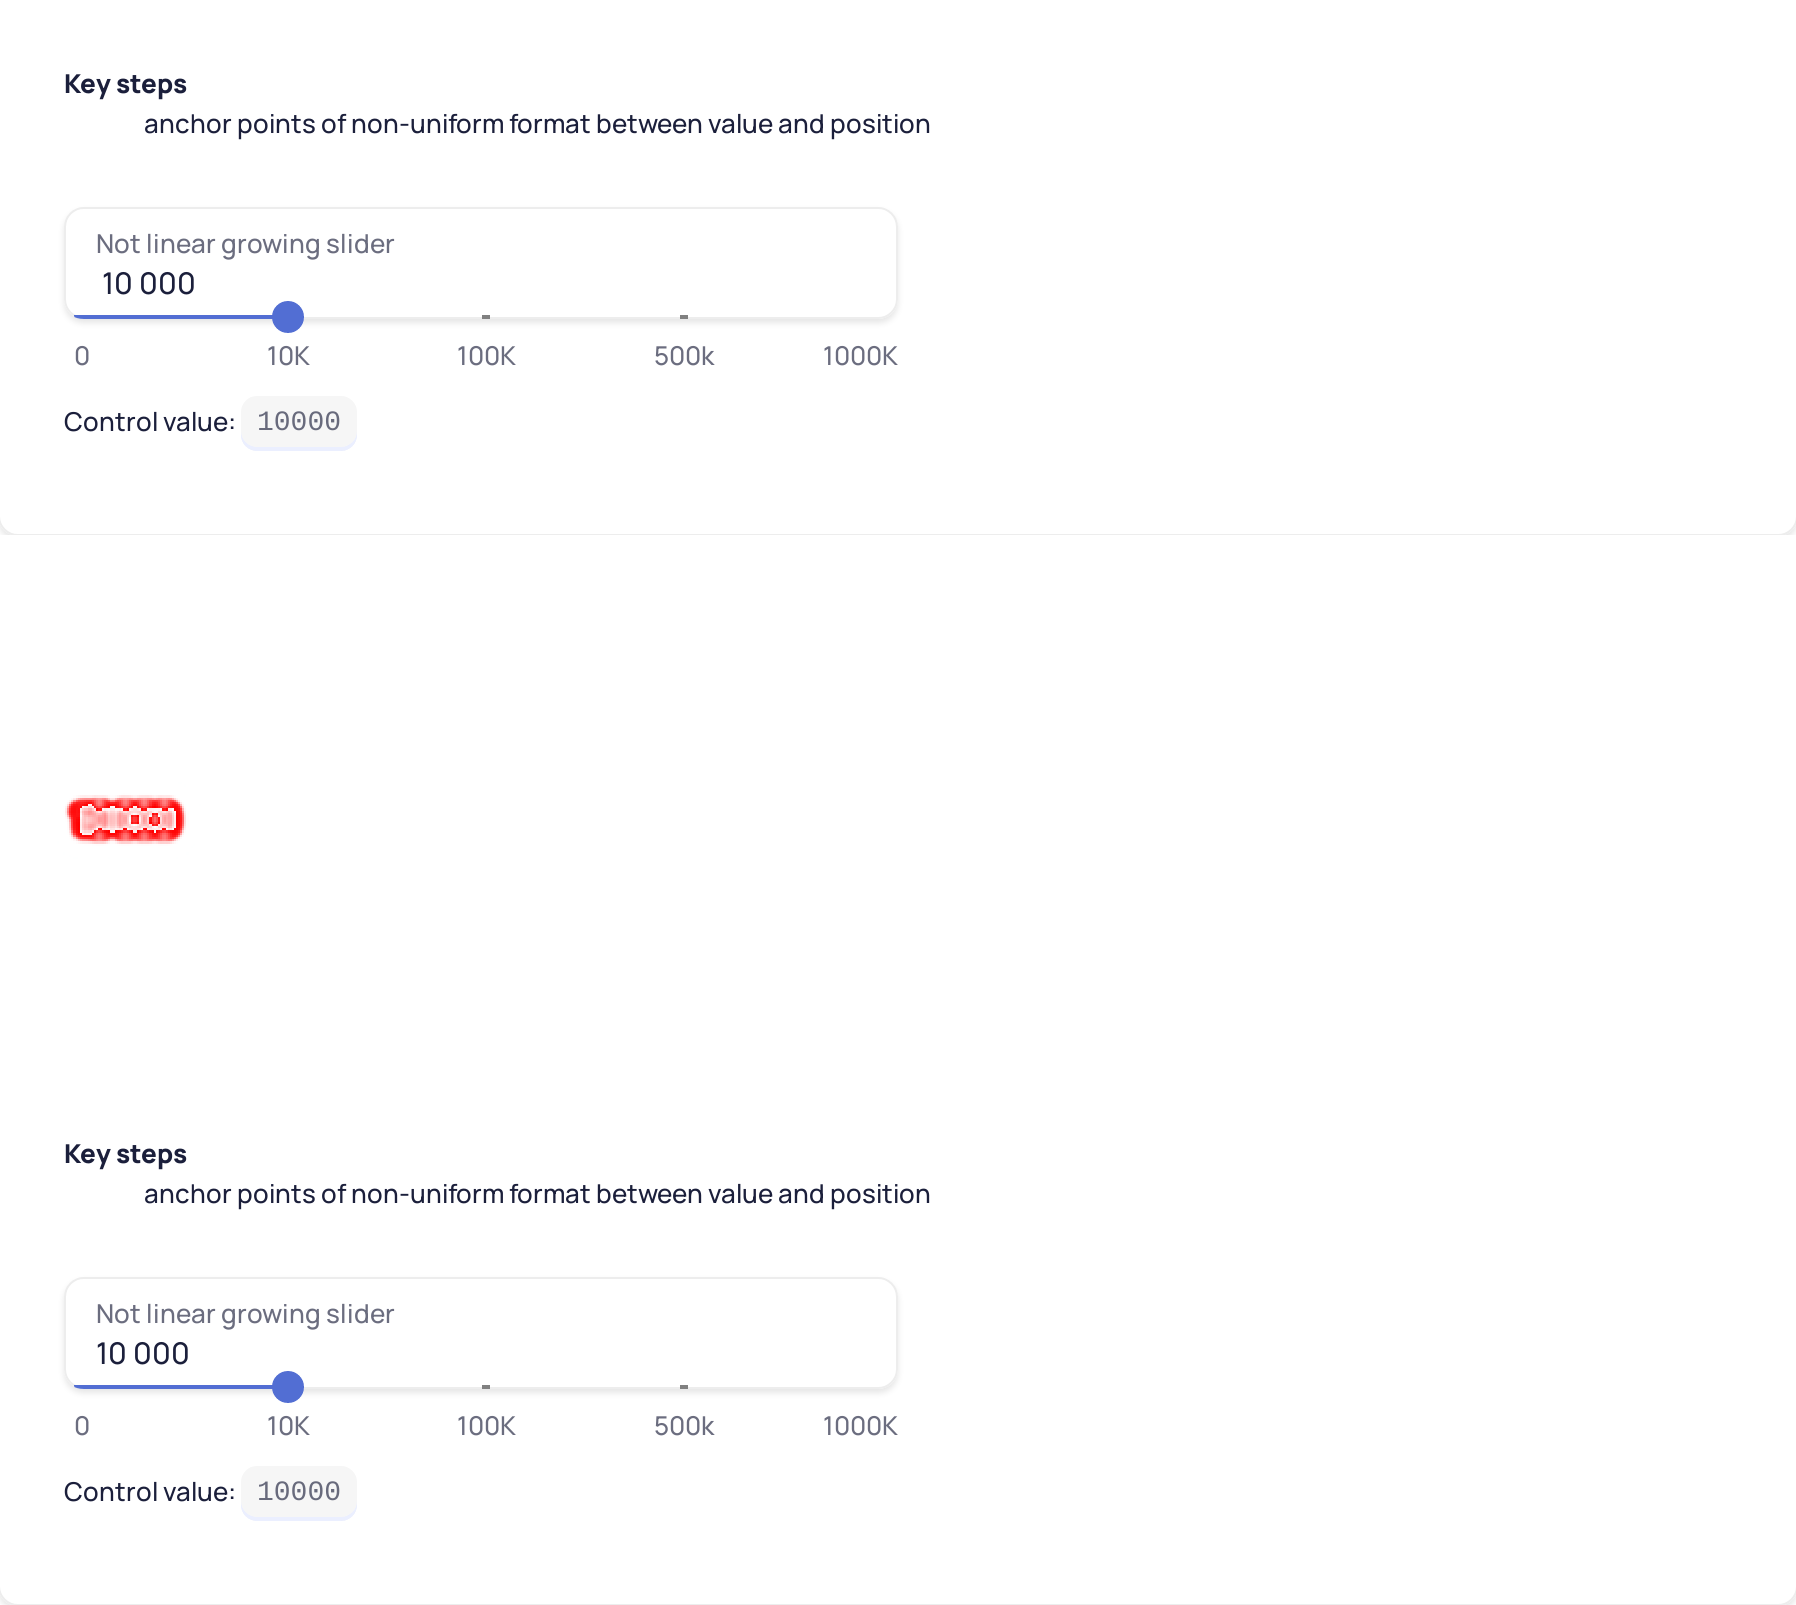 Key steps
anchor points of non-uniform format between value and position
Not linear growing slider
10 000
0 10K 100K 500k 1000K
Control value: 10000
Key steps
anchor points of non-uniform format between value and position
Not linear growing slider
10 000
0 10K 100K 500k 1000K
Control value: 10000